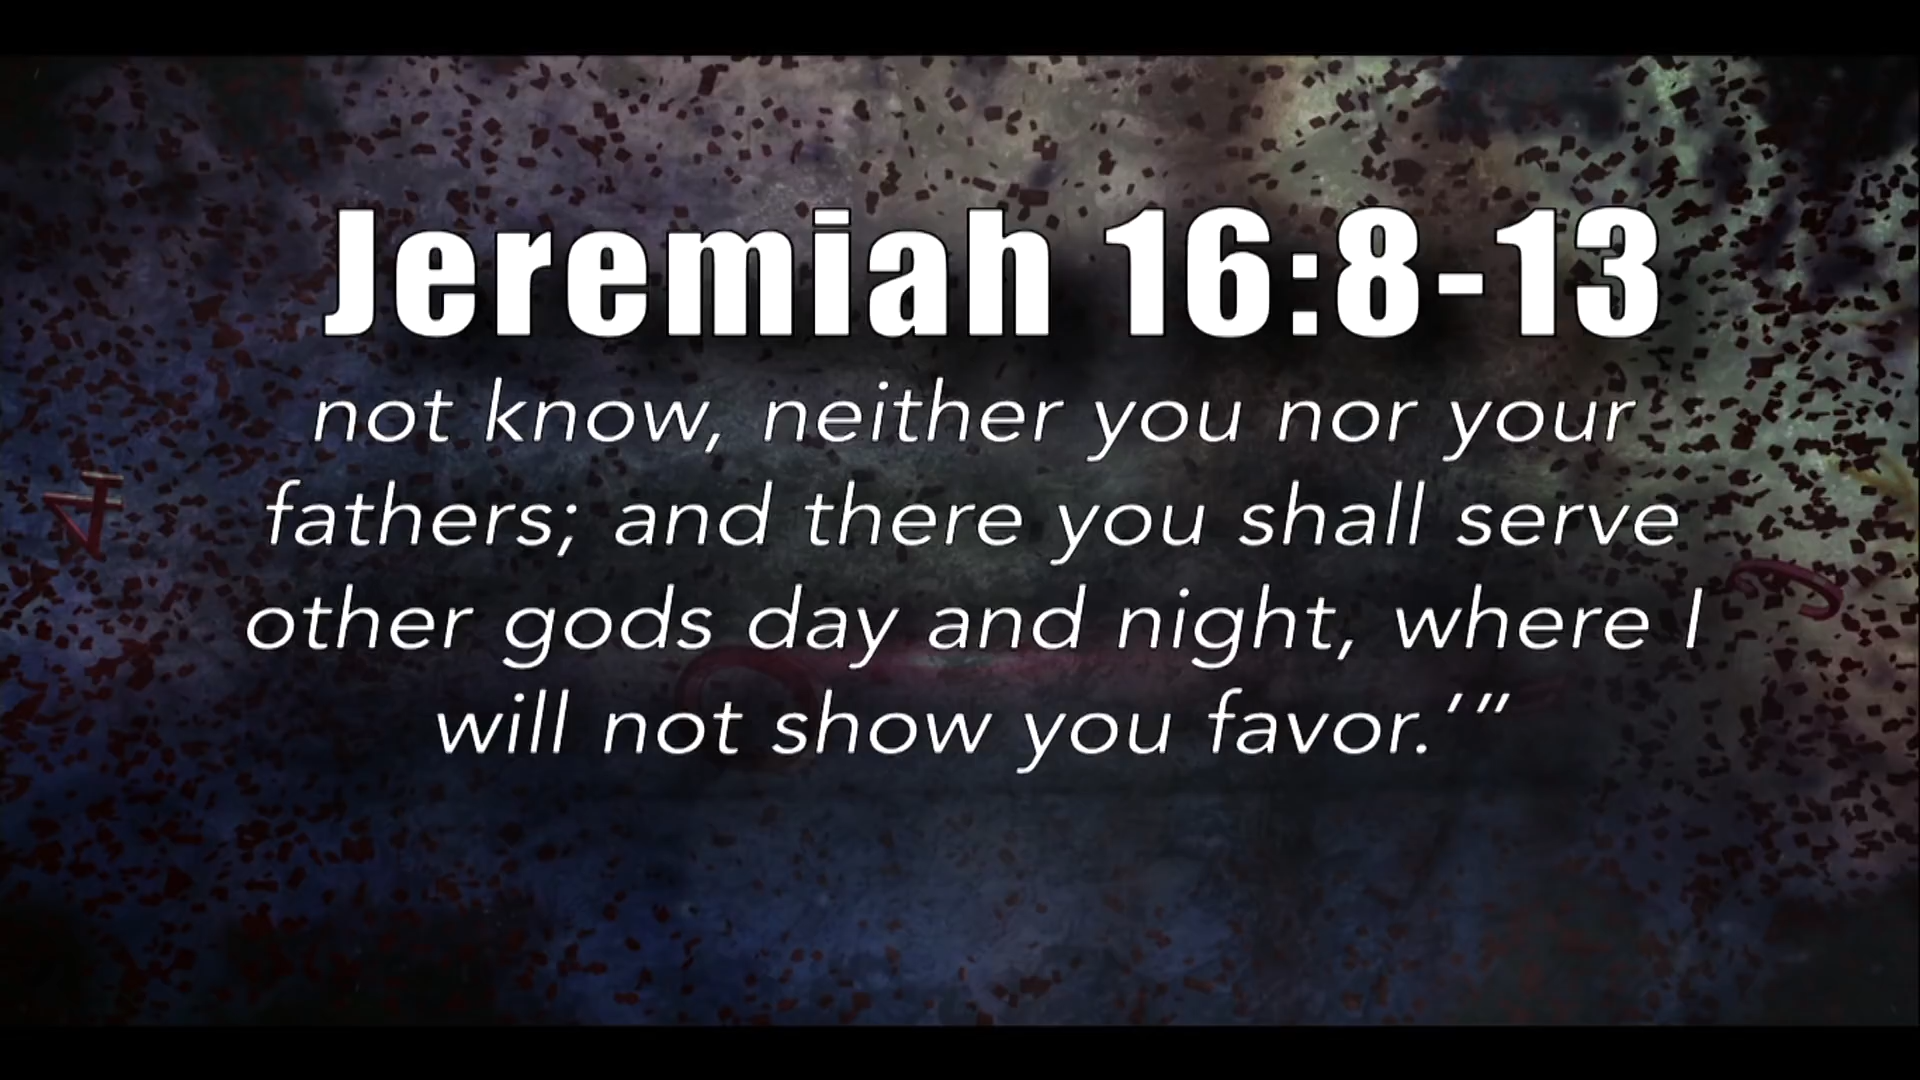 Jeremiah 16:8-13
not know, neither you nor your
fathers; and there you shall serve
other gods day and night, where I
will not show you favor.’”